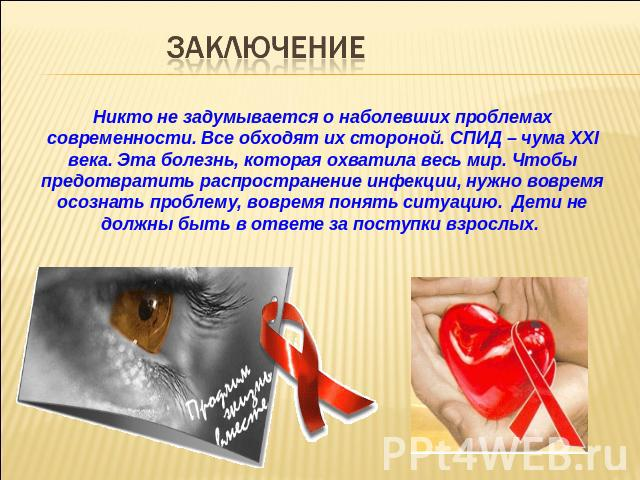 ЗАКЛЮЧЕНИЕ
Никто не задумывается о наболевших проблемах
современности. Все обходят их стороной. СПИД – чума XXI
века. Эта болезнь, которая охватила весь мир. Чтобы
предотвратить распространение инфекции, нужно вовремя
осознать проблему, вовремя понять ситуацию. Дети не
должны быть в ответе за поступки взрослых.
Продлим
жизнь
вместе
PPt4WEB.ru